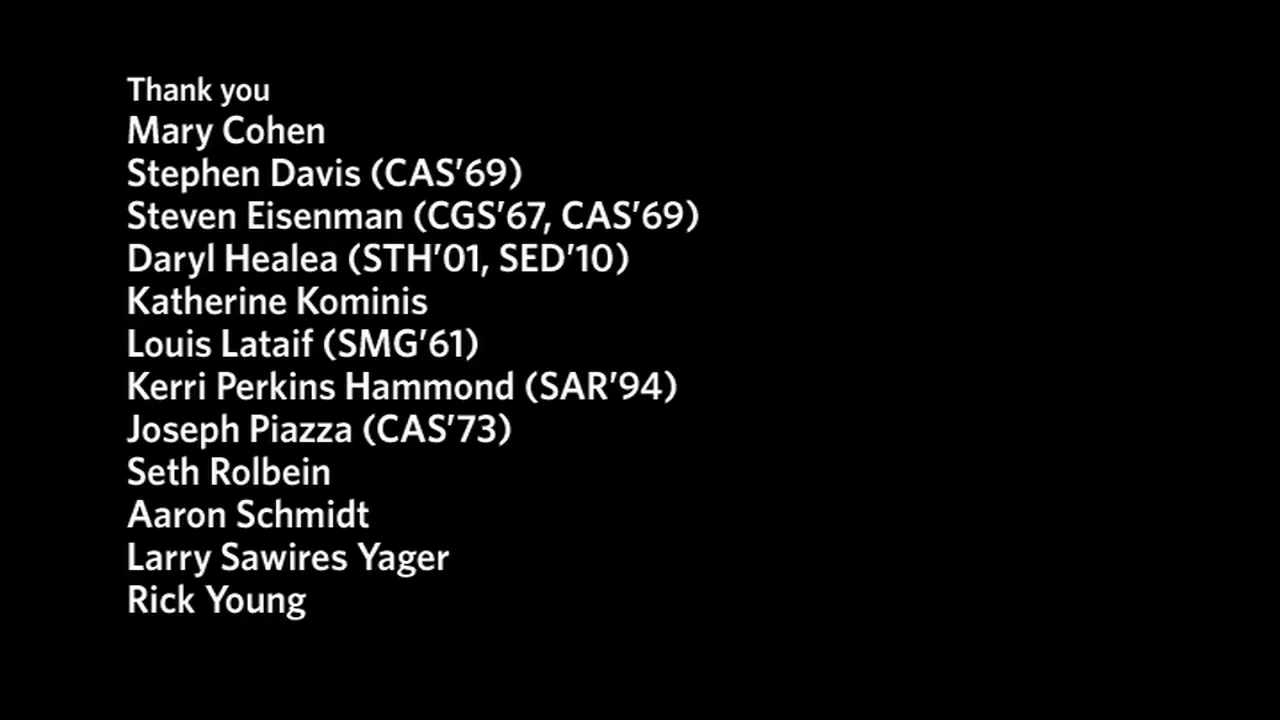 Thank you
Mary Cohen
Stephen Davis (CAS'69)
Steven Eisenman (CGS'67, CAS'69)
Daryl Healea (STH'01, SED'10)
Katherine Kominis
Louis Lataif (SMG'61)
Kerri Perkins Hammond (SAR'94)
Joseph Piazza (CAS'73)
Seth Rolbein
Aaron Schmidt
Larry Sawires Yager
Rick Young